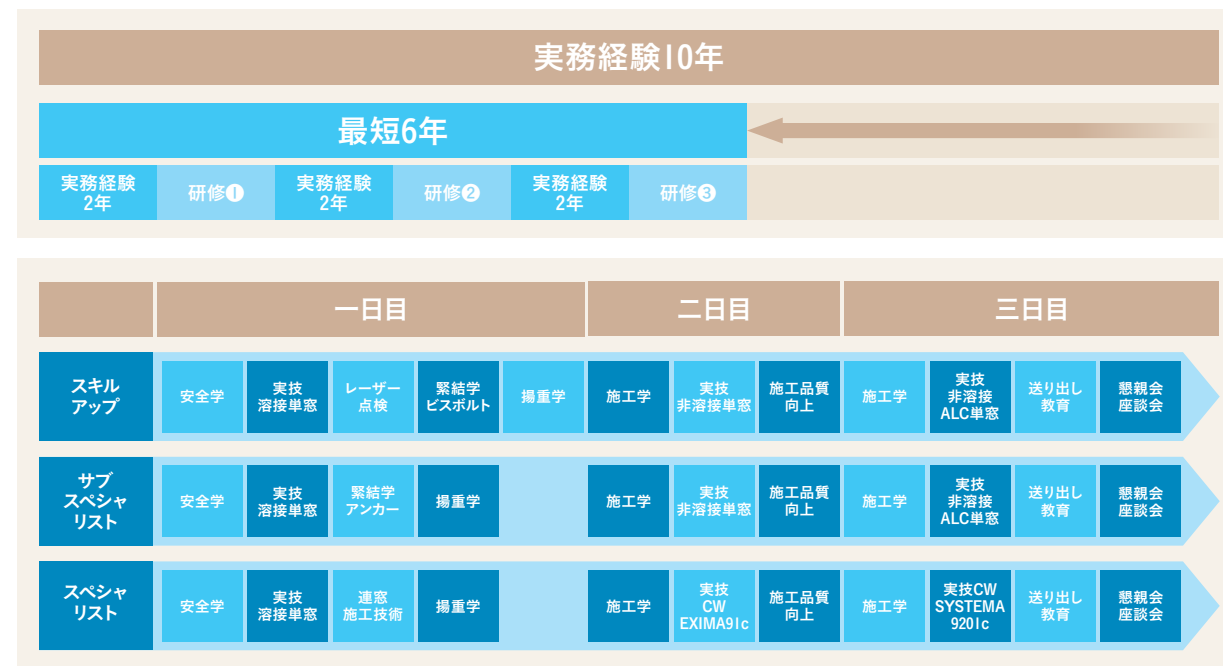 実務経験10年
最短6年
実務経験
2年
研修❶
実務経験
2年
研修❷
実務経験
2年
研修❸
一日目
二日目
三日目
スキル
アップ
安全学
実技
溶接単窓
レーザー
点検
緊結学
ビスボルト
揚重学
施工学
実技
非溶接単窓
施工品質
向上
施工学
実技
非溶接
ALC単窓
送り出し
教育
懇親会
座談会
サブ
スペシャ
リスト
安全学
実技
溶接単窓
緊結学
アンカー
揚重学
施工学
実技
非溶接単窓
施工品質
向上
施工学
実技
非溶接
ALC単窓
送り出し
教育
懇親会
座談会
スペシャ
リスト
安全学
実技
溶接単窓
連窓
施工技術
揚重学
施工学
実技
CW
EXIMA91c
施工品質
向上
施工学
実技CW
SYSTEMA
9201c
送り出し
教育
懇親会
座談会